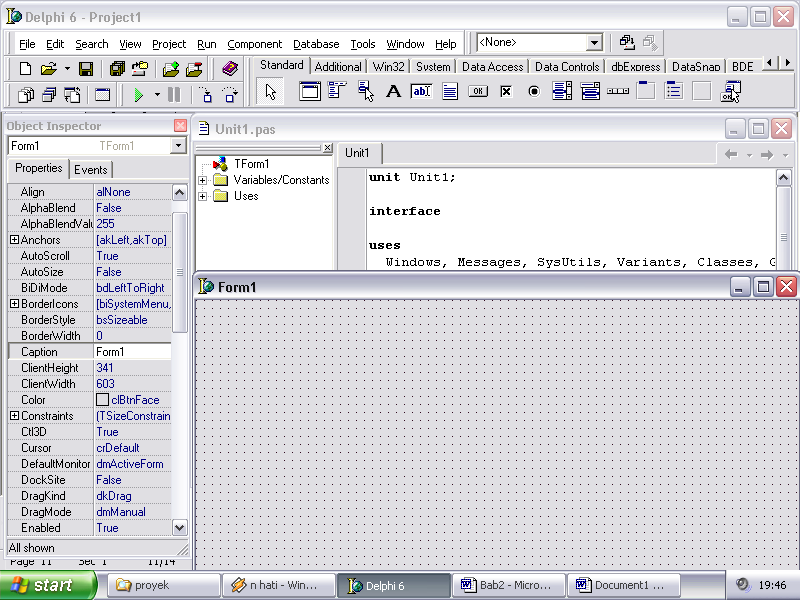 Delphi 6 - Project1
File Edit Search View Project Run Component Database Tools Window Help
<None>
Standard Additional Win32 System Data Access Data Controls dbExpress DataSnap BDE
Object Inspector
Form1 TForm1
Properties Events
Align alNone
AlphaBlend False
AlphaBlendValu 255
Anchors [akLeft,akTop]
AutoScroll True
AutoSize False
BiDiMode bdLeftToRight
BorderIcons [biSystemMenu,
BorderStyle bsSizeable
BorderWidth 0
Caption Form1
ClientHeight 341
ClientWidth 603
Color clBtnFace
Constraints (TSizeConstrain
Ctl3D True
Cursor crDefault
DefaultMonitor dmActiveForm
DockSite False
DragKind dkDrag
DragMode dmManual
Enabled True
All shown
Page 11 Sec 1 11/14
Unit1.pas
TForm1
Variables/Constants
Uses
Unit1
unit Unit1;
interface
uses
Windows, Messages, SysUtils, Variants, Classes, G
Form1
start proyek n hati - Win... Delphi 6 Bab2 - Micro... Document1 ... 19:46